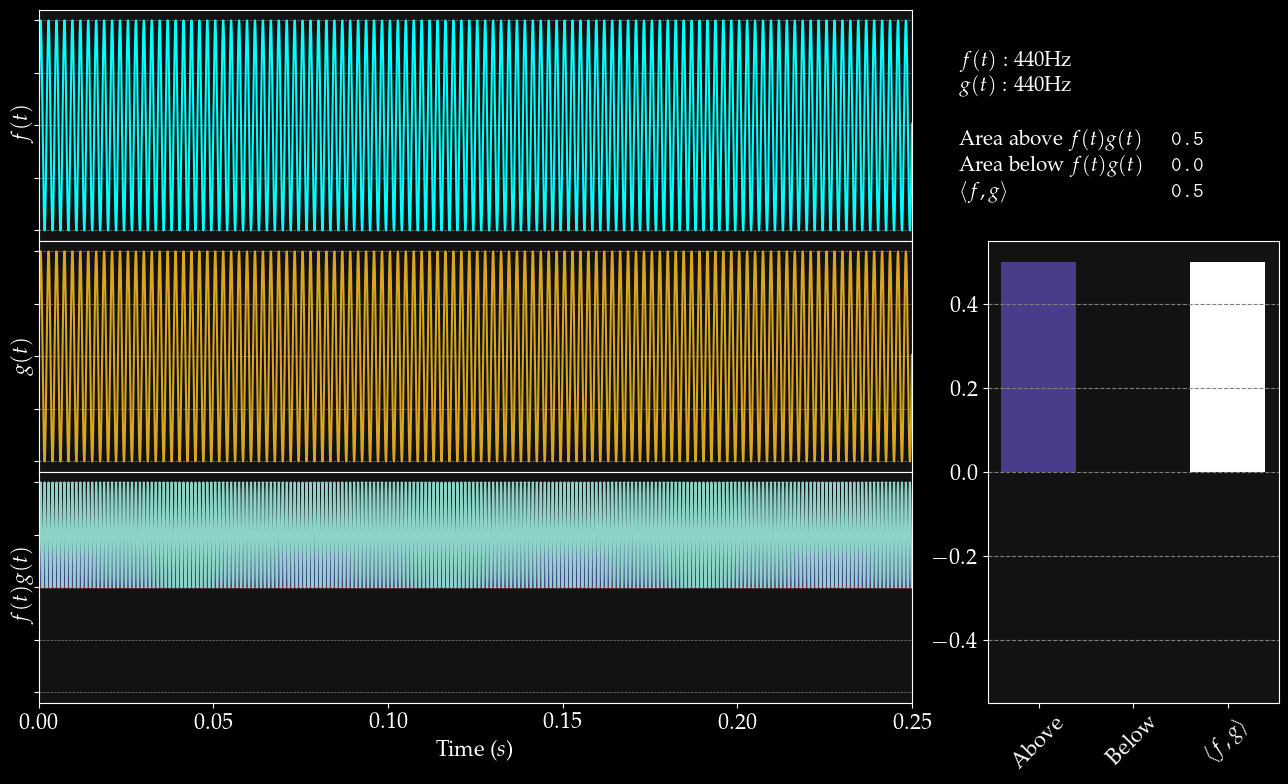 f(t) : 440Hz
g(t) : 440Hz
Area above f(t)g(t) 0.5
Area below f(t)g(t) 0.0
⟨f,g⟩ 0.5
f(t)
g(t)
f(t)g(t)
0.00 0.05 0.10 0.15 0.20 0.25
Time (s)
0.4
0.2
0.0
−0.2
−0.4
Above Below ⟨f,g⟩